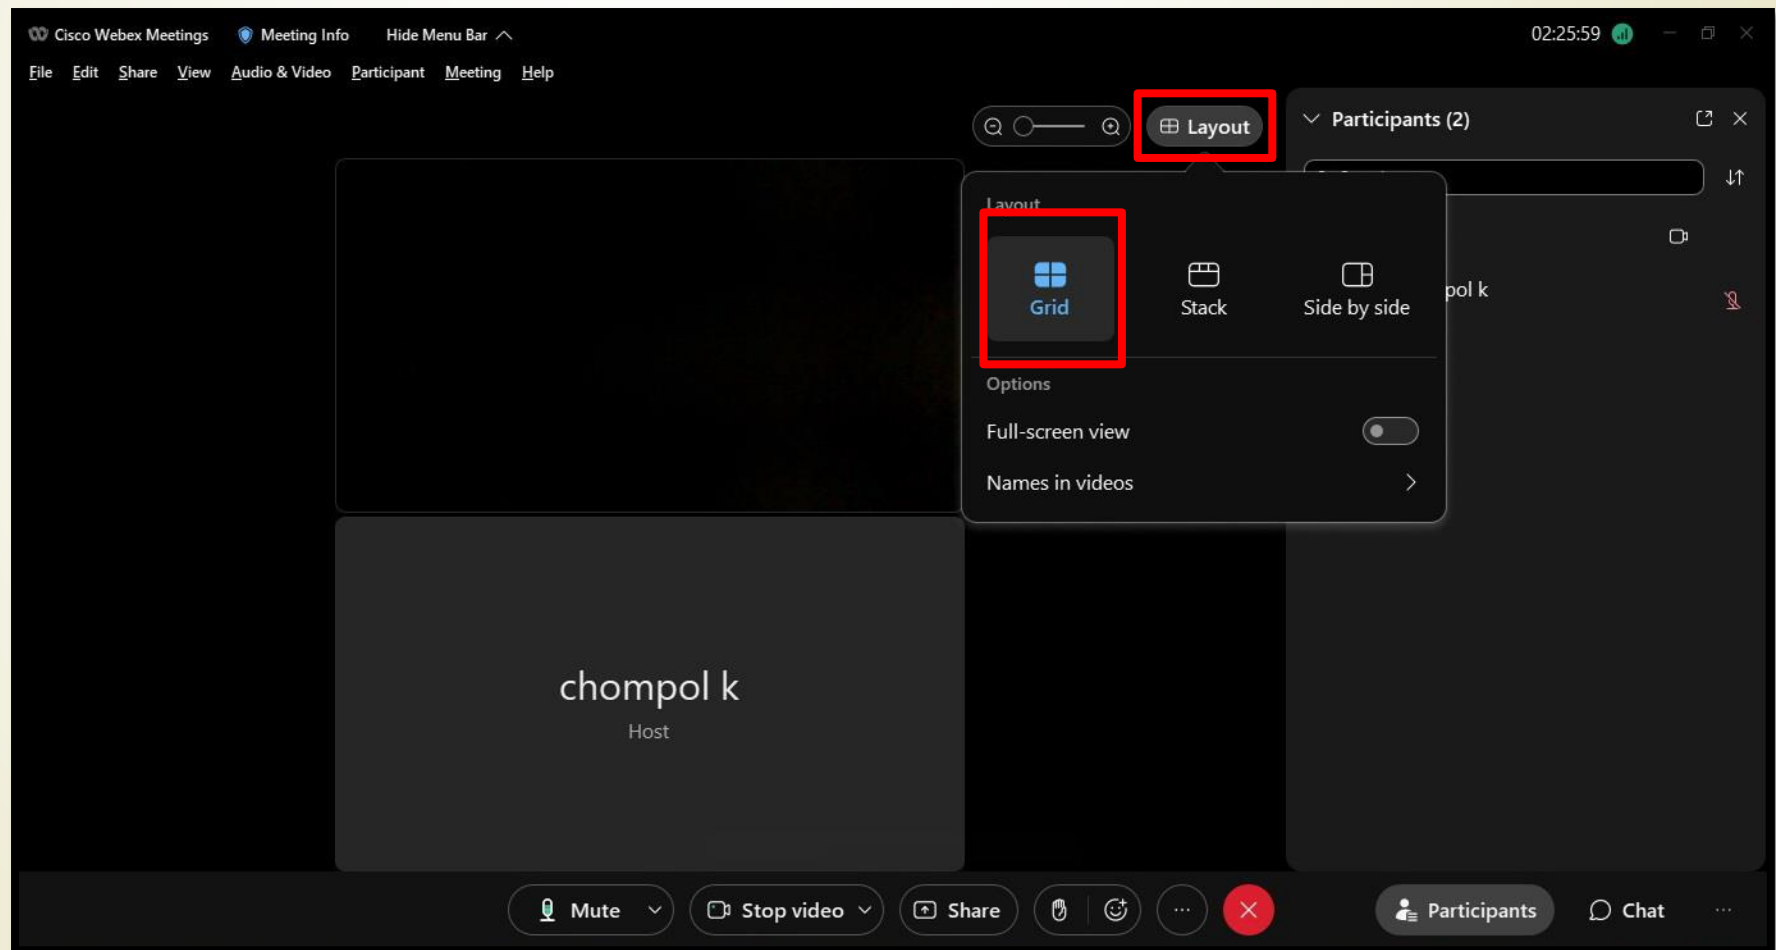 Cisco Webex Meetings Meeting Info Hide Menu Bar 02:25:59
File Edit Share View Audio & Video Participant Meeting Help
Layout
Participants (2)
Layout
Grid
Stack
Side by side
pol k
Options
Full-screen view
Names in videos
chompol k
Host
Mute Stop video Share Participants Chat